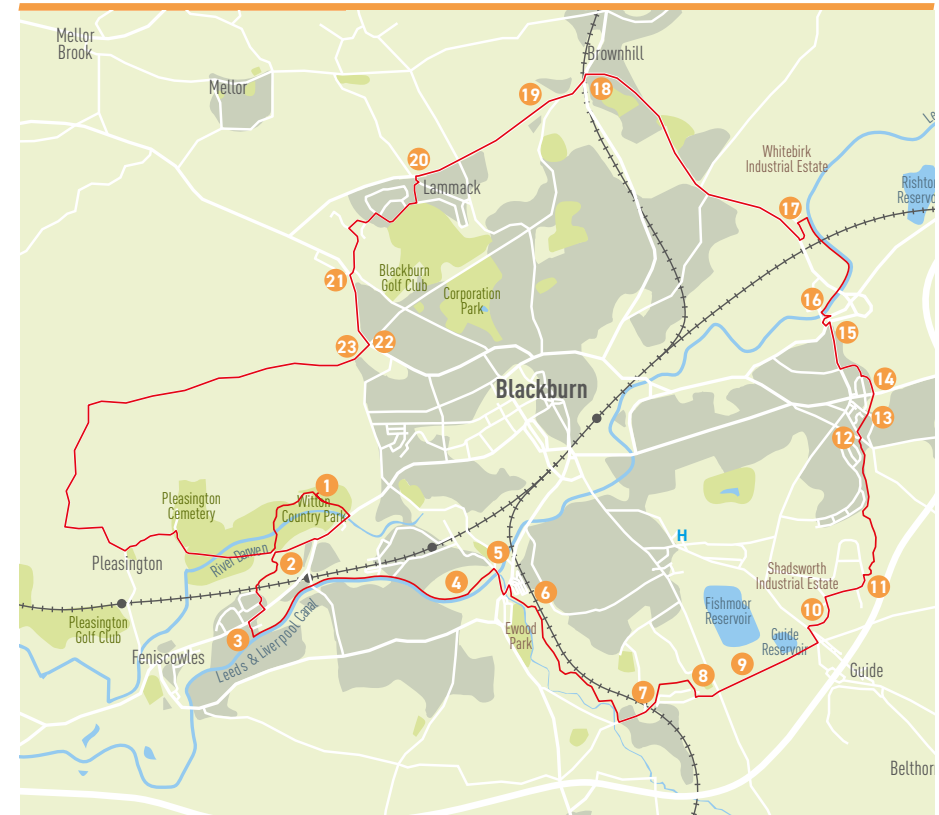 Mellor
Brook
Brownhill
Mellor
18
19
Whitebirk
Industrial Estate
20
Lammack
Rishton
Reservoir
17
21
Blackburn
Golf Club
Corporation
Park
16
15
23
22
14
Blackburn
13
12
1
Pleasington
Cemetery
Witton
Country Park
H
Pleasington
River Darwen
2
5
4
Shadsworth
Industrial Estate
11
6
10
Fishmoor
Reservoir
Pleasington
Golf Club
3
Leeds & Liverpool Canal
Ewood
Park
Guide
Reservoir
Feniscowles
9
8
Guide
7